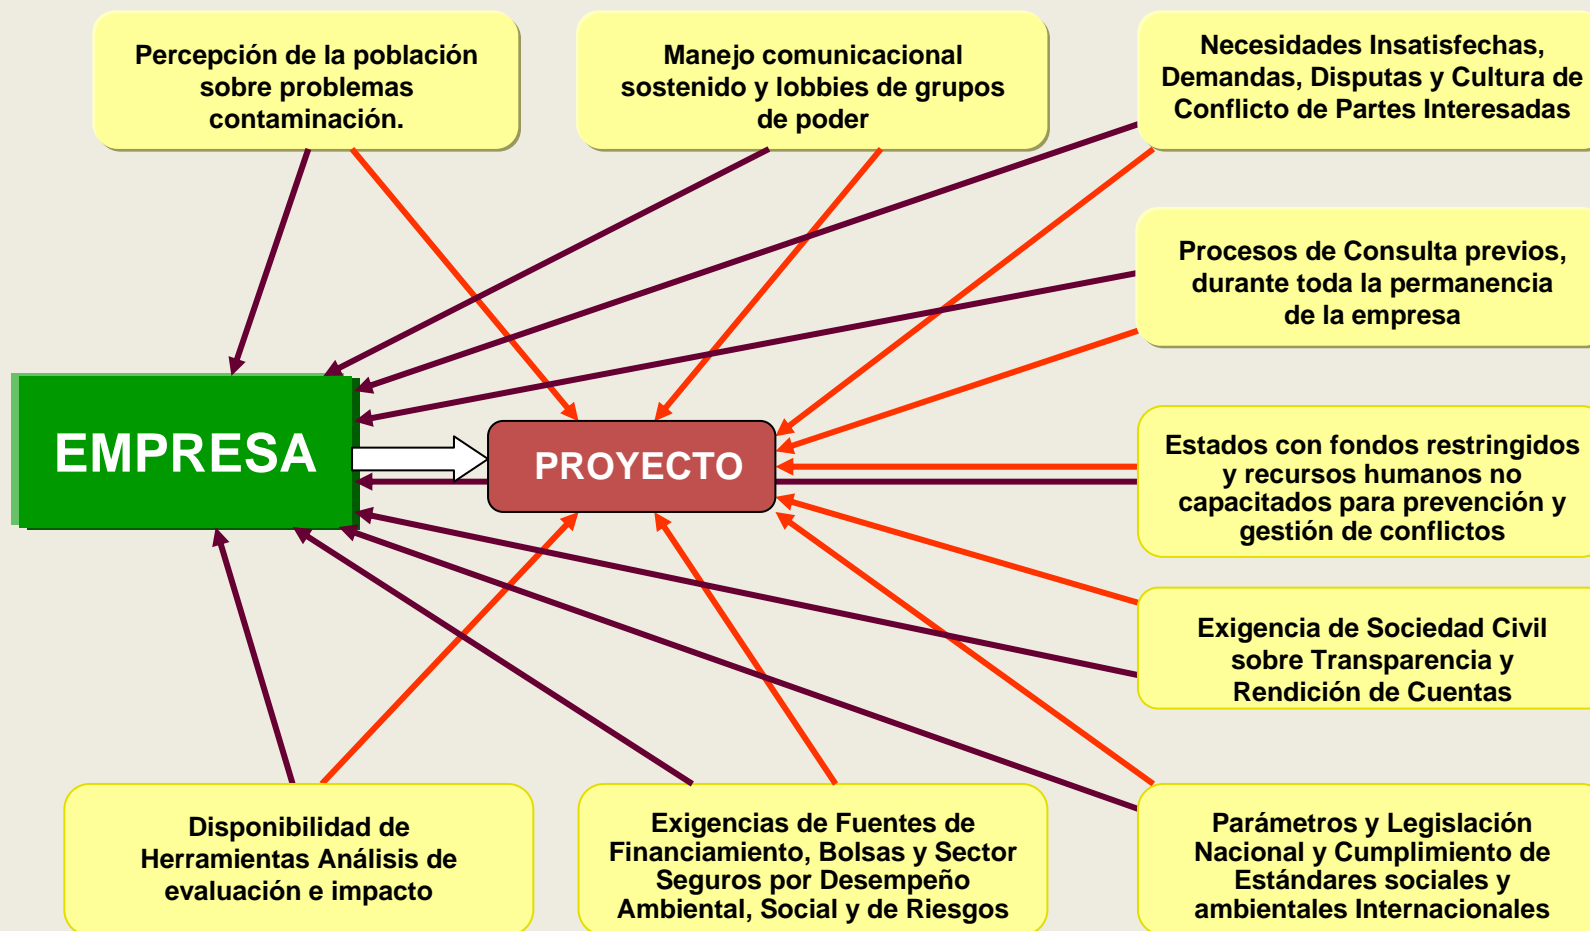 Percepción de la población
sobre problemas
contaminación.
Manejo comunicacional
sostenido y lobbies de grupos
de poder
Necesidades Insatisfechas,
Demandas, Disputas y Cultura de
Conflicto de Partes Interesadas
Procesos de Consulta previos,
durante toda la permanencia
de la empresa
EMPRESA
PROYECTO
Estados con fondos restringidos
y recursos humanos no
capacitados para prevención y
gestión de conflictos
Exigencia de Sociedad Civil
sobre Transparencia y
Rendición de Cuentas
Disponibilidad de
Herramientas Análisis de
evaluación e impacto
Exigencias de Fuentes de
Financiamiento, Bolsas y Sector
Seguros por Desempeño
Ambiental, Social y de Riesgos
Parámetros y Legislación
Nacional y Cumplimiento de
Estándares sociales y
ambientales Internacionales